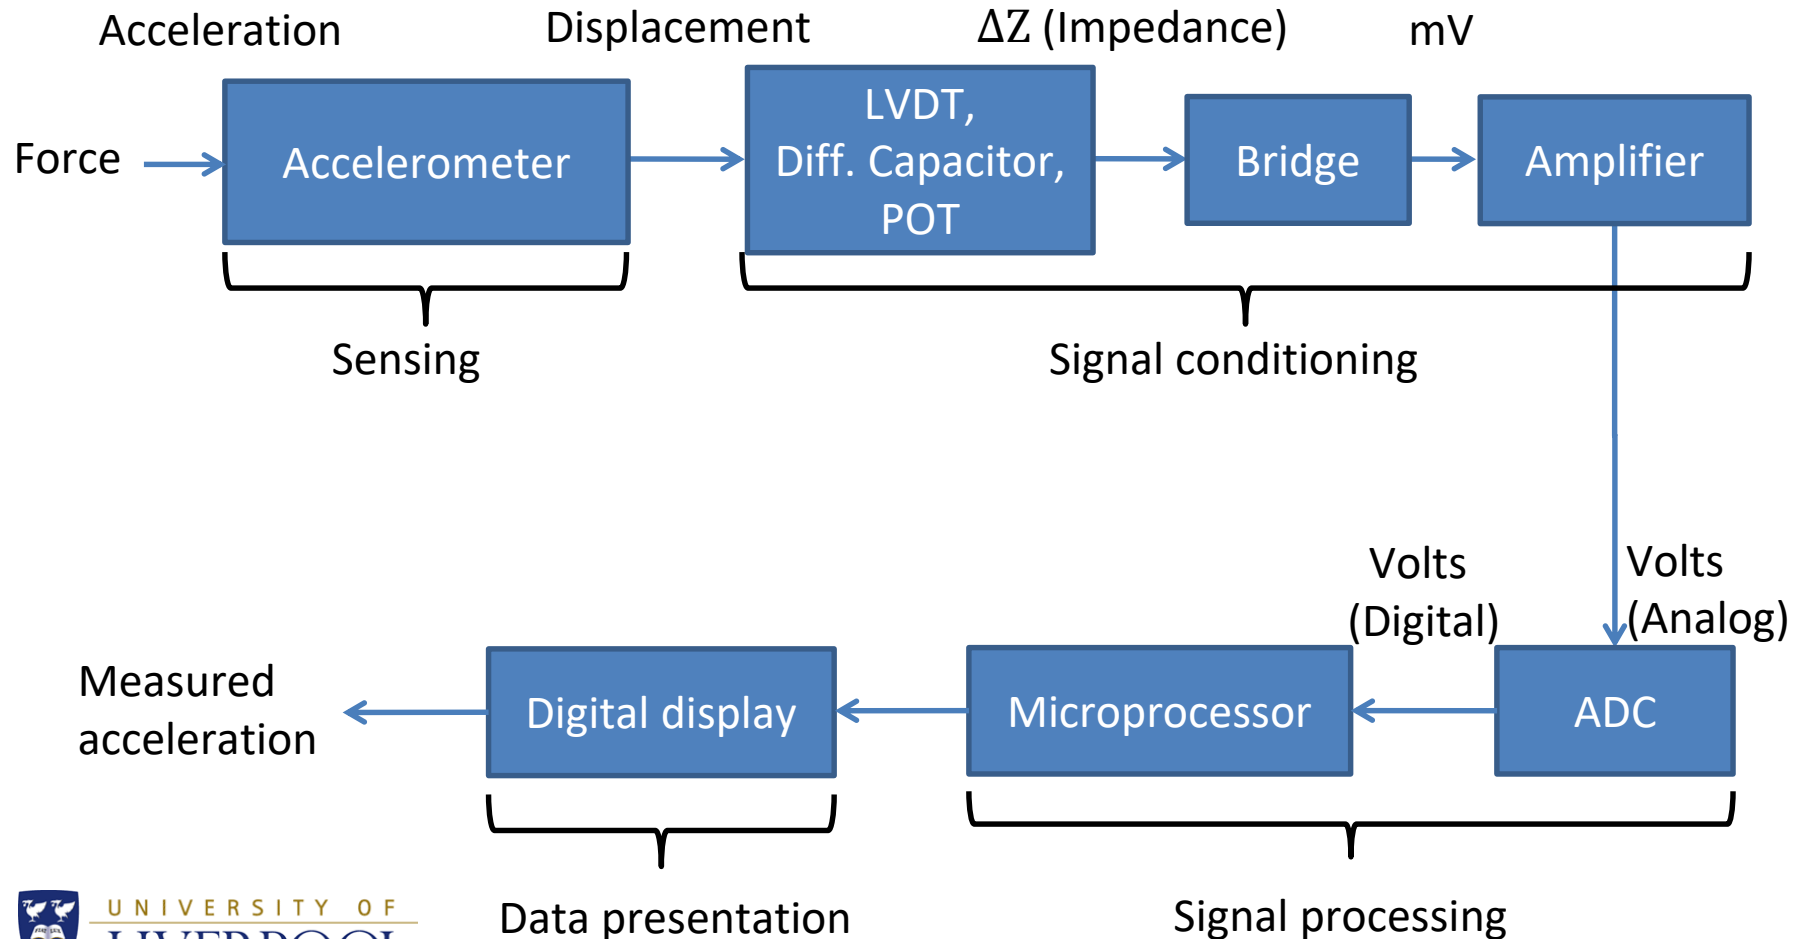 Acceleration
Displacement
ΔZ (Impedance)
mV
Force
Accelerometer
LVDT,
Diff. Capacitor,
POT
Bridge
Amplifier
Sensing
Signal conditioning
Volts
(Digital)
Volts
(Analog)
Measured
acceleration
Digital display
Microprocessor
ADC
Data presentation
Signal processing
UNIVERSITY OF
LIVERPOOL